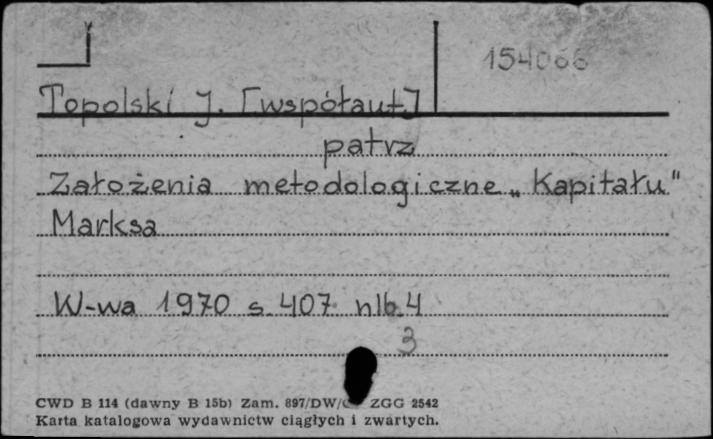 154066
Topolski J. [współaut]
patrz
Założenia metodologiczne „Kapitału"
Marksa
W-wa 1970 s. 407 nlb. 4
3
CWD B 114 (dawny B 15b) Zam. 897/DW/ ZGG 2542
Karta katalogowa wydawnictw ciągłych i zwartych.